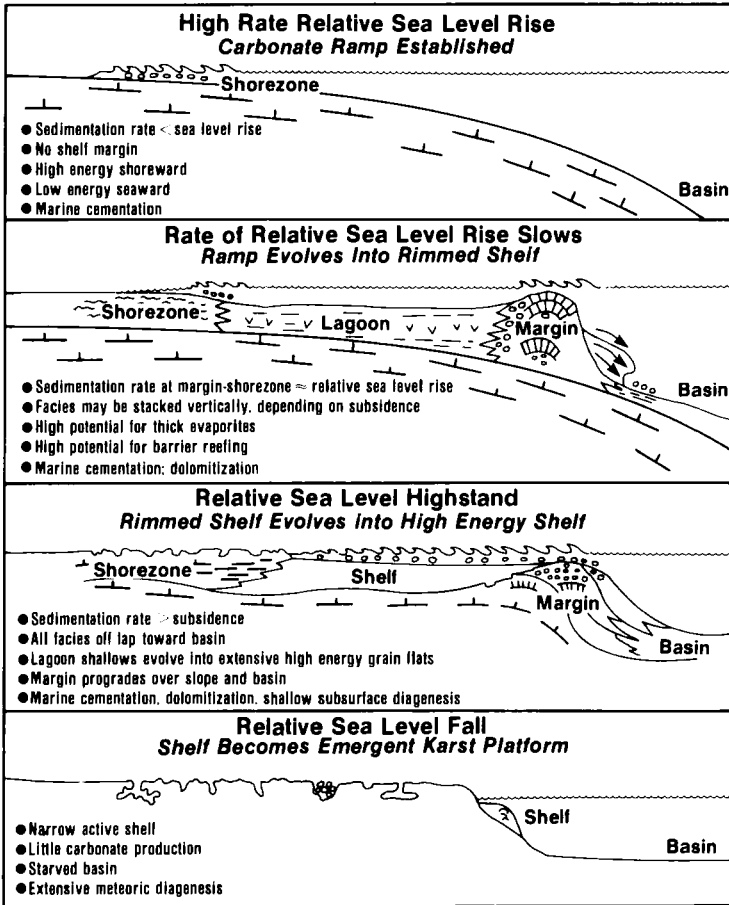 High Rate Relative Sea Level Rise
Carbonate Ramp Established
Shorezone
● Sedimentation rate < sea level rise
● No shelf margin
● High energy shoreward
● Low energy seaward
● Marine cementation
Basin
Rate of Relative Sea Level Rise Slows
Ramp Evolves Into Rimmed Shelf
Shorezone
Lagoon
Margin
Basin
● Sedimentation rate at margin-shorezone ≈ relative sea level rise
● Facies may be stacked vertically, depending on subsidence
● High potential for thick evaporites
● High potential for barrier reefing
● Marine cementation: dolomitization
Relative Sea Level Highstand
Rimmed Shelf Evolves Into High Energy Shelf
Shorezone
Shelf
Margin
Basin
● Sedimentation rate > subsidence
● All facies off lap toward basin
● Lagoon shallows evolve into extensive high energy grain flats
● Margin progrades over slope and basin
● Marine cementation, dolomitization, shallow subsurface diagenesis
Relative Sea Level Fall
Shelf Becomes Emergent Karst Platform
Shelf
Basin
● Narrow active shelf
● Little carbonate production
● Starved basin
● Extensive meteoric diagenesis